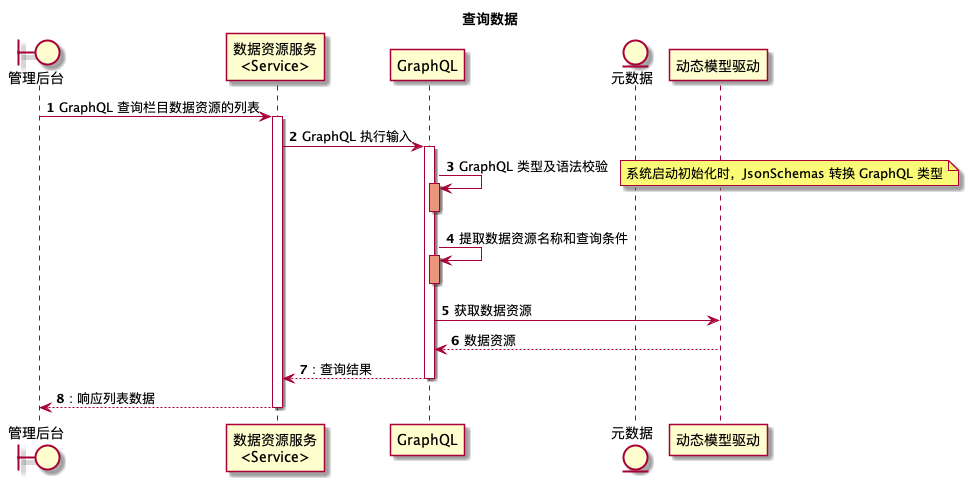 查询数据
管理后台
数据资源服务
<Service>
GraphQL
元数据
动态模型驱动
1 GraphQL 查询栏目数据资源的列表
2 GraphQL 执行输入
3 GraphQL 类型及语法校验
系统启动初始化时，JsonSchemas 转换 GraphQL 类型
4 提取数据资源名称和查询条件
5 获取数据资源
6 数据资源
7 : 查询结果
8 : 响应列表数据
管理后台
数据资源服务
<Service>
GraphQL
元数据
动态模型驱动